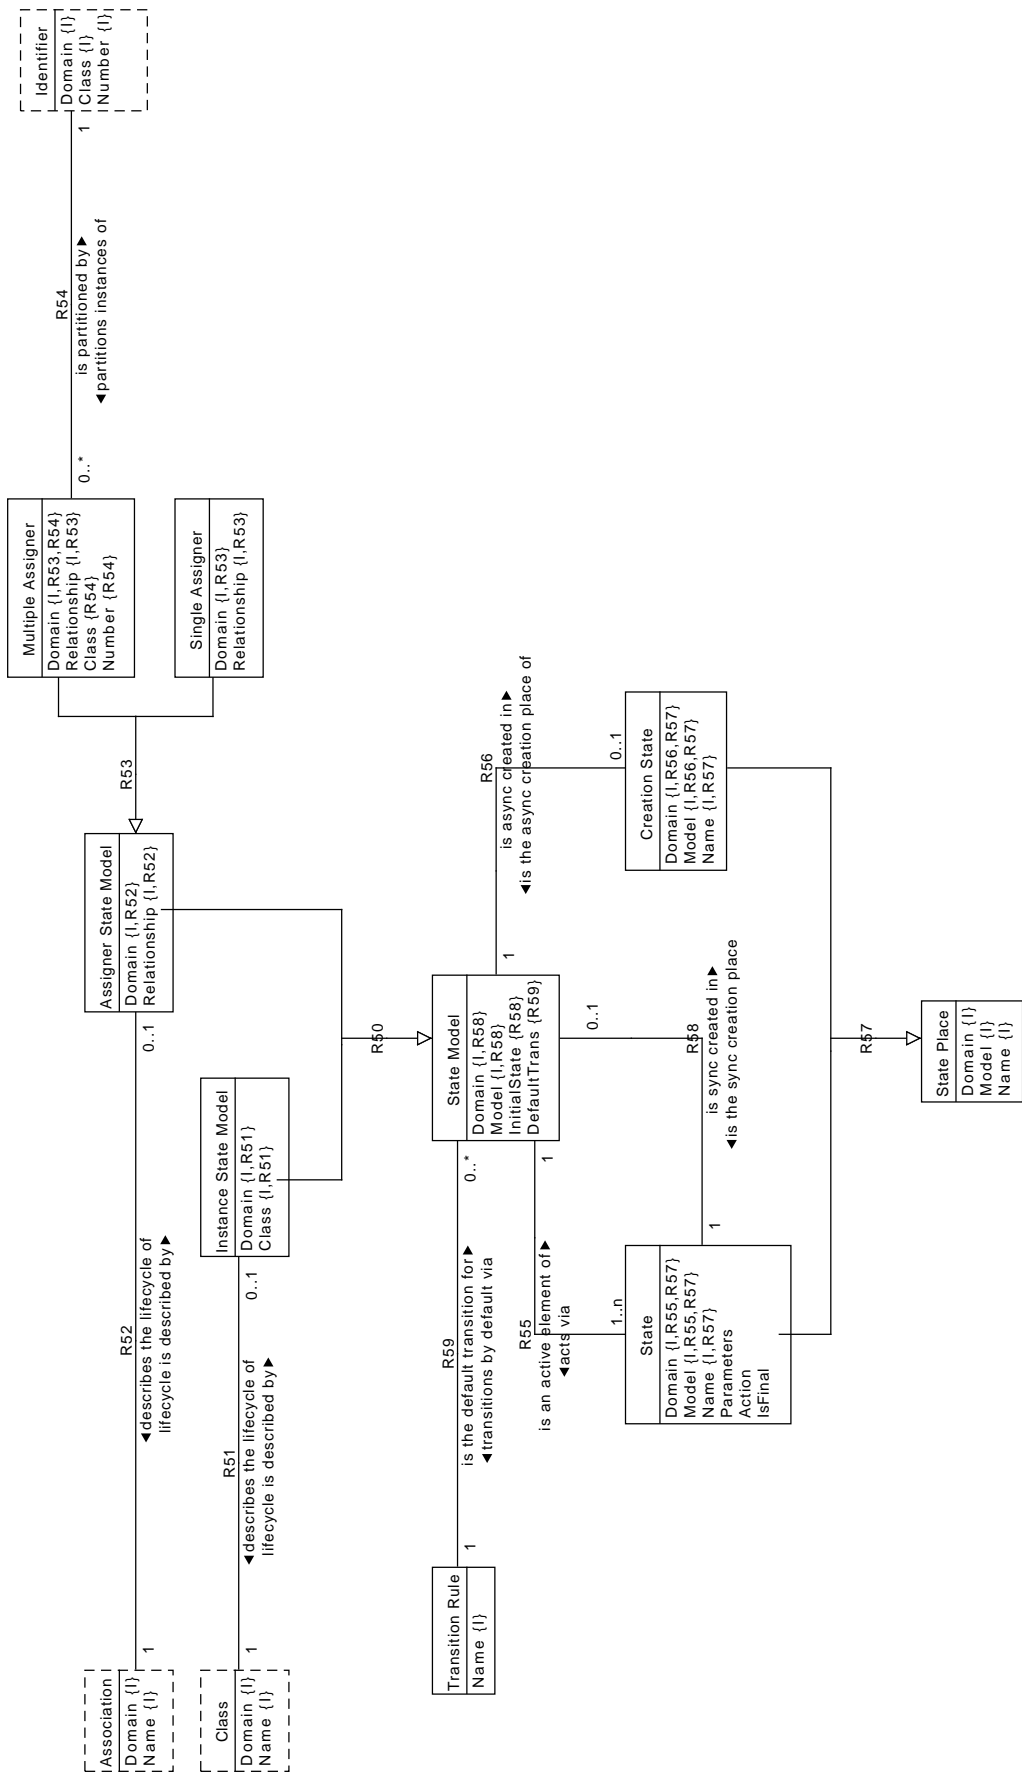 Association
Domain {I}
Name {I}
1
R52
◄describes the lifecycle of
lifecycle is described by►
0..1
Assigner State Model
Domain {I,R52}
Relationship {I,R52}
R53
Multiple Assigner
Domain {I,R53,R54}
Relationship {I,R53}
Class {R54}
Number {R54}
0..*
R54
is partitioned by►
◄partitions instances of
1
Identifier
Domain {I}
Class {I}
Number {I}
Single Assigner
Domain {I,R53}
Relationship {I,R53}
Class
Domain {I}
Name {I}
1
R51
◄describes the lifecycle of
lifecycle is described by►
0..1
Instance State Model
Domain {I,R51}
Class {I,R51}
R50
Transition Rule
Name {I}
1
R59
is the default transition for►
◄transitions by default via
0..*
State Model
Domain {I,R58}
Model {I,R58}
InitialState {R58}
DefaultTrans {R59}
1
R56
is async created in►
◄is the async creation place of
0..1
1
R55
is an active element of►
◄acts via
1..n
0..1
R58
is sync created in►
◄is the sync creation place
1
State
Domain {I,R55,R57}
Model {I,R55,R57}
Name {I,R57}
Parameters
Action
IsFinal
Creation State
Domain {I,R56,R57}
Model {I,R56,R57}
Name {I,R57}
R57
State Place
Domain {I}
Model {I}
Name {I}